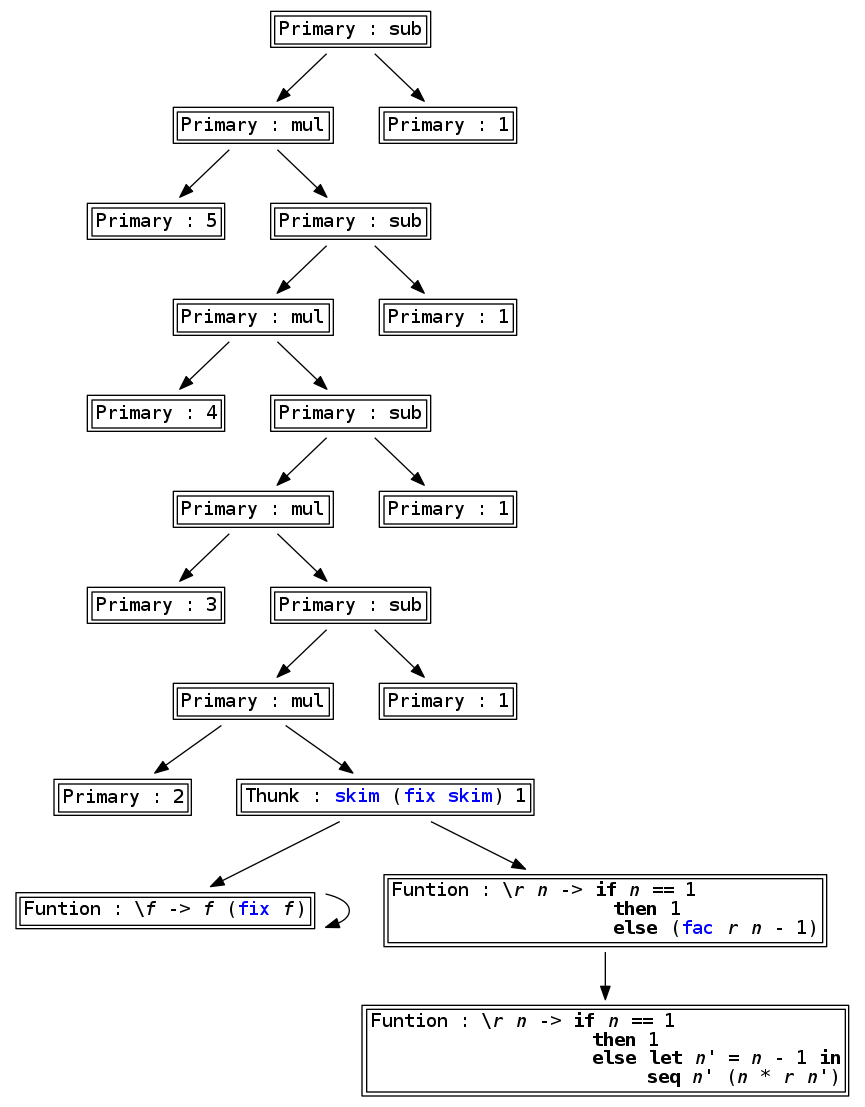 Primary : sub
Primary : mul
Primary : 1
Primary : 5
Primary : sub
Primary : mul
Primary : 1
Primary : 4
Primary : sub
Primary : mul
Primary : 1
Primary : 3
Primary : sub
Primary : mul
Primary : 1
Primary : 2
Thunk : skim (fix skim) 1
Funtion : \f -> f (fix f)
Funtion : \r n -> if n == 1
then 1
else (fac r n - 1)
Funtion : \r n -> if n == 1
then 1
else let n' = n - 1 in
seq n' (n * r n')